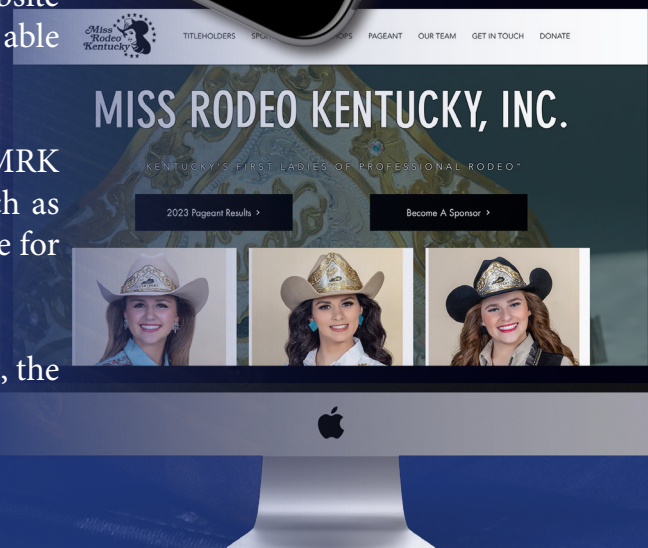 bsite
able
MRK
h as
e for
, the
Miss
Rodeo
Kentucky
TITLEHOLDERS PAGEANT OUR TEAM GET IN TOUCH DONATE
MISS RODEO KENTUCKY, INC.
KENTUCKY'S FIRST LADIES OF PROFESSIONAL RODEO™
2023 Pageant Results >
Become A Sponsor >